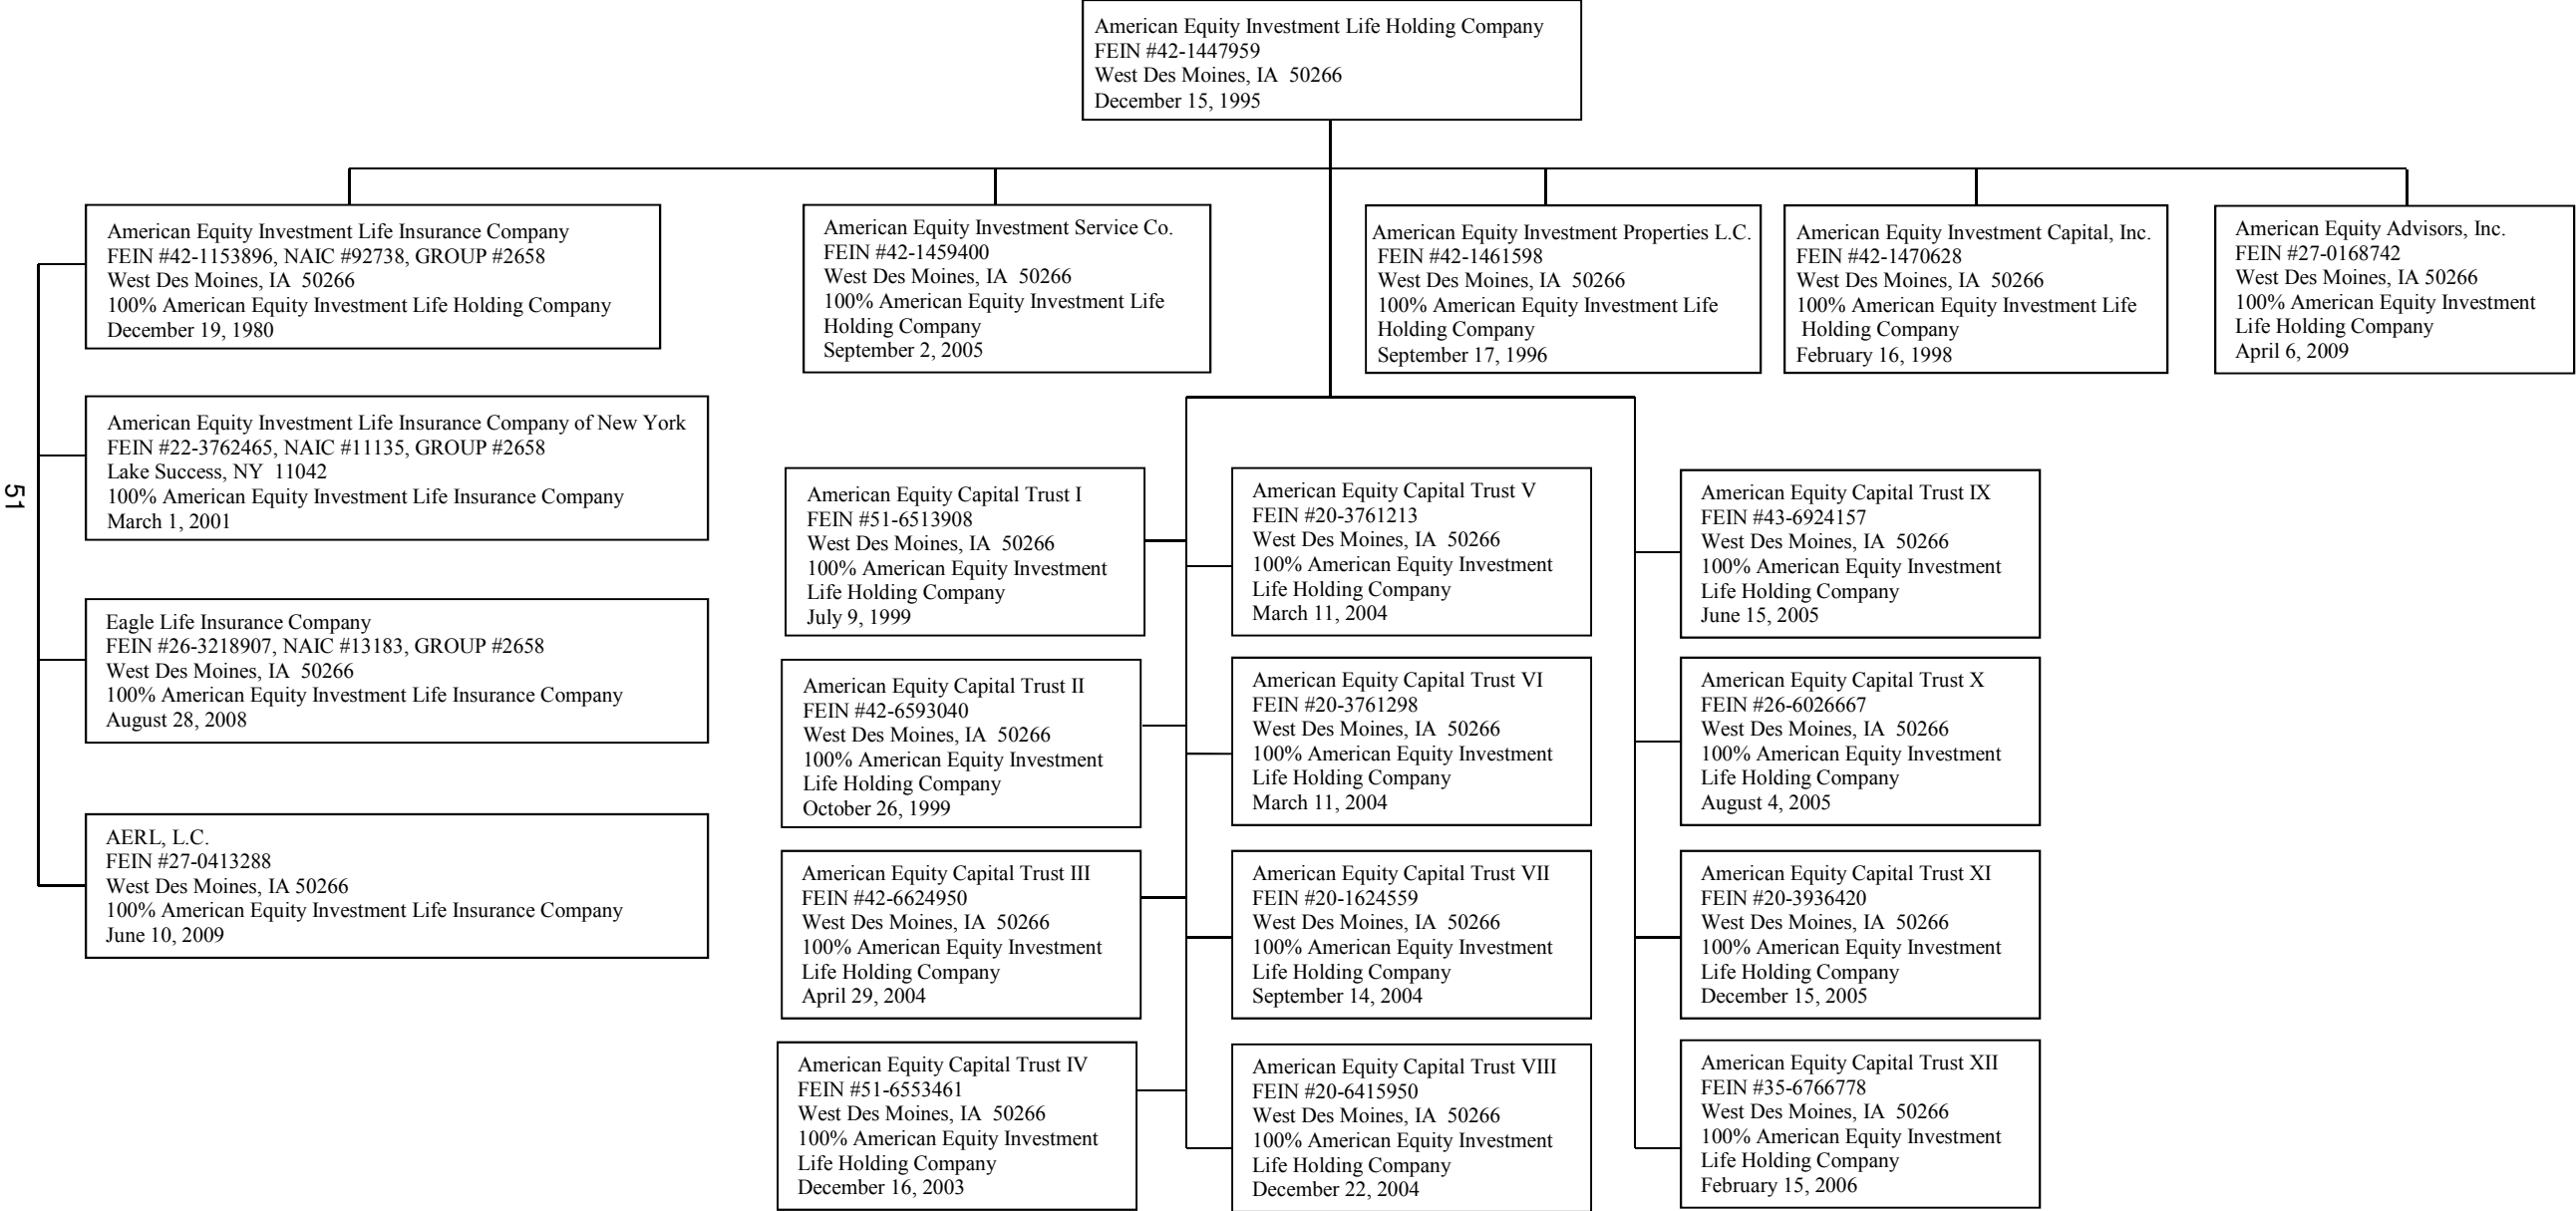 American Equity Investment Life Holding Company
FEIN #42-1447959
West Des Moines, IA 50266
December 15, 1995
American Equity Investment Life Insurance Company
FEIN #42-1153896, NAIC #92738, GROUP #2658
West Des Moines, IA 50266
100% American Equity Investment Life Holding Company
December 19, 1980
American Equity Investment Service Co.
FEIN #42-1459400
West Des Moines, IA 50266
100% American Equity Investment Life
Holding Company
September 2, 2005
American Equity Investment Properties L.C.
FEIN #42-1461598
West Des Moines, IA 50266
100% American Equity Investment Life
Holding Company
September 17, 1996
American Equity Investment Capital, Inc.
FEIN #42-1470628
West Des Moines, IA 50266
100% American Equity Investment Life
Holding Company
February 16, 1998
American Equity Advisors, Inc.
FEIN #27-0168742
West Des Moines, IA 50266
100% American Equity Investment
Life Holding Company
April 6, 2009
American Equity Investment Life Insurance Company of New York
FEIN #22-3762465, NAIC #11135, GROUP #2658
Lake Success, NY 11042
100% American Equity Investment Life Insurance Company
March 1, 2001
Eagle Life Insurance Company
FEIN #26-3218907, NAIC #13183, GROUP #2658
West Des Moines, IA 50266
100% American Equity Investment Life Insurance Company
August 28, 2008
AERL, L.C.
FEIN #27-0413288
West Des Moines, IA 50266
100% American Equity Investment Life Insurance Company
June 10, 2009
American Equity Capital Trust I
FEIN #51-6513908
West Des Moines, IA 50266
100% American Equity Investment
Life Holding Company
July 9, 1999
American Equity Capital Trust II
FEIN #42-6593040
West Des Moines, IA 50266
100% American Equity Investment
Life Holding Company
October 26, 1999
American Equity Capital Trust III
FEIN #42-6624950
West Des Moines, IA 50266
100% American Equity Investment
Life Holding Company
April 29, 2004
American Equity Capital Trust IV
FEIN #51-6553461
West Des Moines, IA 50266
100% American Equity Investment
Life Holding Company
December 16, 2003
American Equity Capital Trust V
FEIN #20-3761213
West Des Moines, IA 50266
100% American Equity Investment
Life Holding Company
March 11, 2004
American Equity Capital Trust VI
FEIN #20-3761298
West Des Moines, IA 50266
100% American Equity Investment
Life Holding Company
March 11, 2004
American Equity Capital Trust VII
FEIN #20-1624559
West Des Moines, IA 50266
100% American Equity Investment
Life Holding Company
September 14, 2004
American Equity Capital Trust VIII
FEIN #20-6415950
West Des Moines, IA 50266
100% American Equity Investment
Life Holding Company
December 22, 2004
American Equity Capital Trust IX
FEIN #43-6924157
West Des Moines, IA 50266
100% American Equity Investment
Life Holding Company
June 15, 2005
American Equity Capital Trust X
FEIN #26-6026667
West Des Moines, IA 50266
100% American Equity Investment
Life Holding Company
August 4, 2005
American Equity Capital Trust XI
FEIN #20-3936420
West Des Moines, IA 50266
100% American Equity Investment
Life Holding Company
December 15, 2005
American Equity Capital Trust XII
FEIN #35-6766778
West Des Moines, IA 50266
100% American Equity Investment
Life Holding Company
February 15, 2006
51